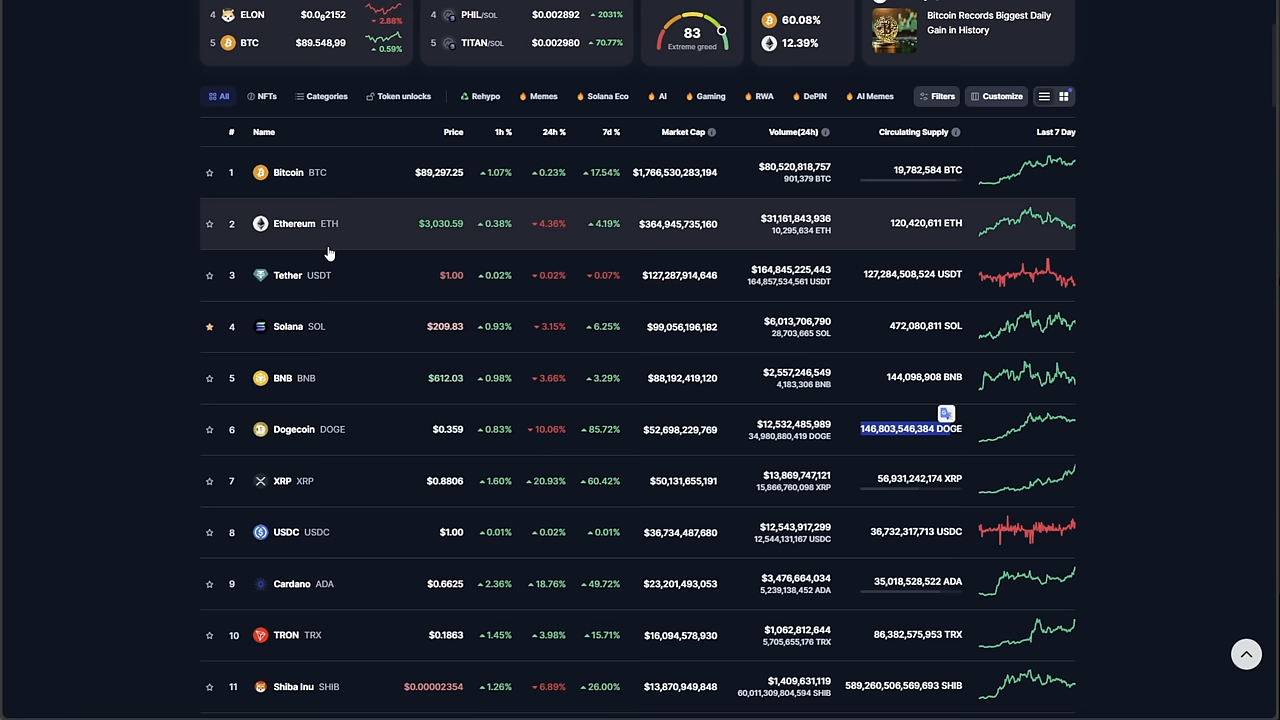 4 ELON $0.0₆2152 2.88%
5 BTC $89.548,99 0.59%
4 PHIL/SOL $0.002892 2031%
5 TITAN/SOL $0.002980 70.77%
83
Extreme greed
60.08%
12.39%
Bitcoin Records Biggest Daily
Gain in History
All NFTs Categories Token unlocks Rehypo Memes Solana Eco AI Gaming RWA DePIN AI Memes Filters Customize
# Name Price 1h % 24h % 7d % Market Cap Volume(24h) Circulating Supply Last 7 Day
1 Bitcoin BTC $89,297.25 1.07% 0.23% 17.54% $1,766,530,283,194 $80,520,818,757 19,782,584 BTC
901,379 BTC
2 Ethereum ETH $3,030.59 0.38% 4.36% 4.19% $364,945,735,160 $31,161,843,936 120,420,611 ETH
10,295,634 ETH
3 Tether USDT $1.00 0.02% 0.02% 0.07% $127,287,914,646 $164,845,225,443 127,284,508,524 USDT
164,857,534,561 USDT
4 Solana SOL $209.83 0.93% 3.15% 6.25% $99,056,196,182 $6,013,706,790 472,080,811 SOL
28,703,665 SOL
5 BNB BNB $612.03 0.98% 3.66% 3.29% $88,192,419,120 $2,557,246,549 144,098,908 BNB
4,183,306 BNB
6 Dogecoin DOGE $0.359 0.83% 10.06% 85.72% $52,698,229,769 $12,532,485,989 146,803,546,384 DOGE
34,980,880,419 DOGE
7 XRP XRP $0.8806 1.60% 20.93% 60.42% $50,131,655,191 $13,869,747,121 56,931,242,174 XRP
15,866,760,098 XRP
8 USDC USDC $1.00 0.01% 0.02% 0.01% $36,734,487,680 $12,543,917,299 36,732,317,713 USDC
12,544,131,167 USDC
9 Cardano ADA $0.6625 2.36% 18.76% 49.72% $23,201,493,053 $3,476,664,034 35,018,528,522 ADA
5,239,138,452 ADA
10 TRON TRX $0.1863 1.45% 3.98% 15.71% $16,094,578,930 $1,062,812,644 86,382,575,953 TRX
5,705,655,176 TRX
11 Shiba Inu SHIB $0.00002354 1.26% 6.89% 26.00% $13,870,949,848 $1,409,631,119 589,260,506,569,693 SHIB
60,011,309,804,594 SHIB